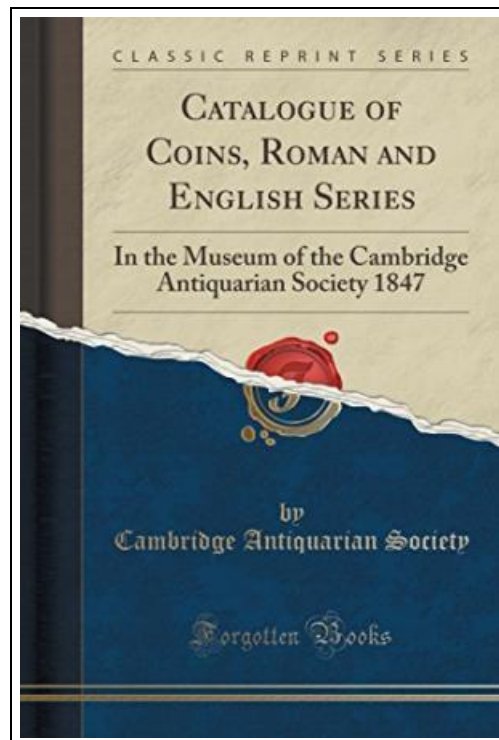 CLASSIC REPRINT SERIES
CATALOGUE OF
COINS, ROMAN AND
ENGLISH SERIES
In the Museum of the Cambridge
Antiquarian Society 1847
by
Cambridge Antiquarian Society
Forgotten Books